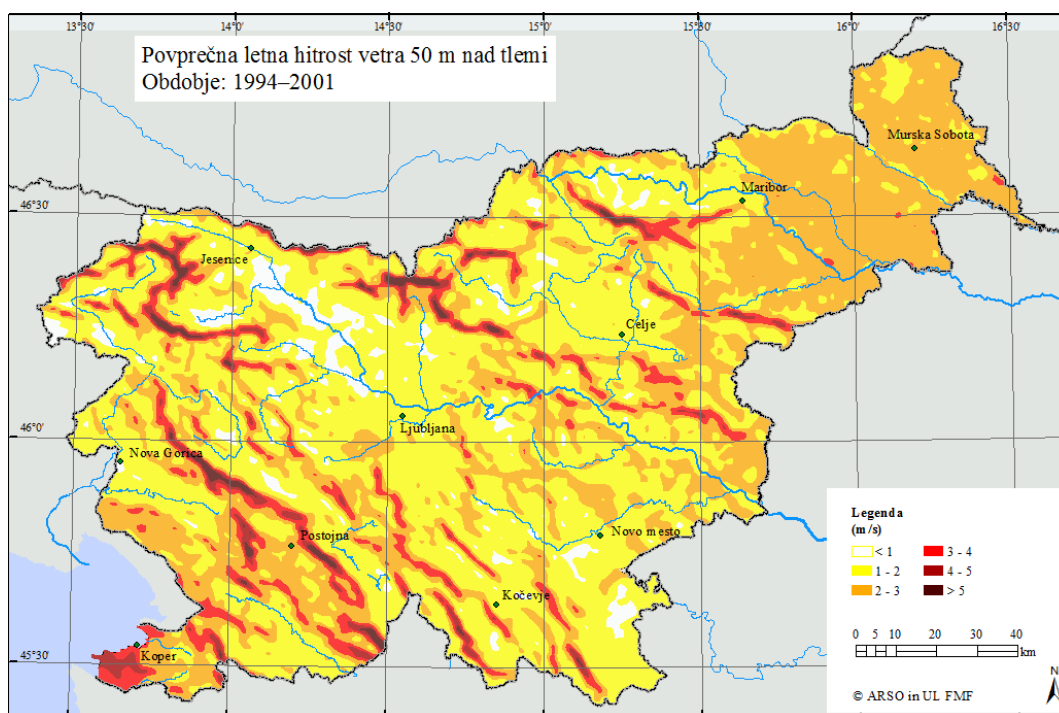 13°30'
14°0'
14°30'
15°0'
15°30'
16°0'
16°30'
Povprečna letna hitrost vetra 50 m nad tlemi
Obdobje: 1994–2001
Murska Sobota
Maribor
46°30'
Jesenice
Celje
Ljubljana
46°0'
Nova Gorica
Novo mesto
Postojna
Kočevje
Koper
45°30'
Legenda
(m/s)
< 1
3 - 4
1 - 2
4 - 5
2 - 3
> 5
0 5 10 20 30 40
km
N
© ARSO in UL FMF